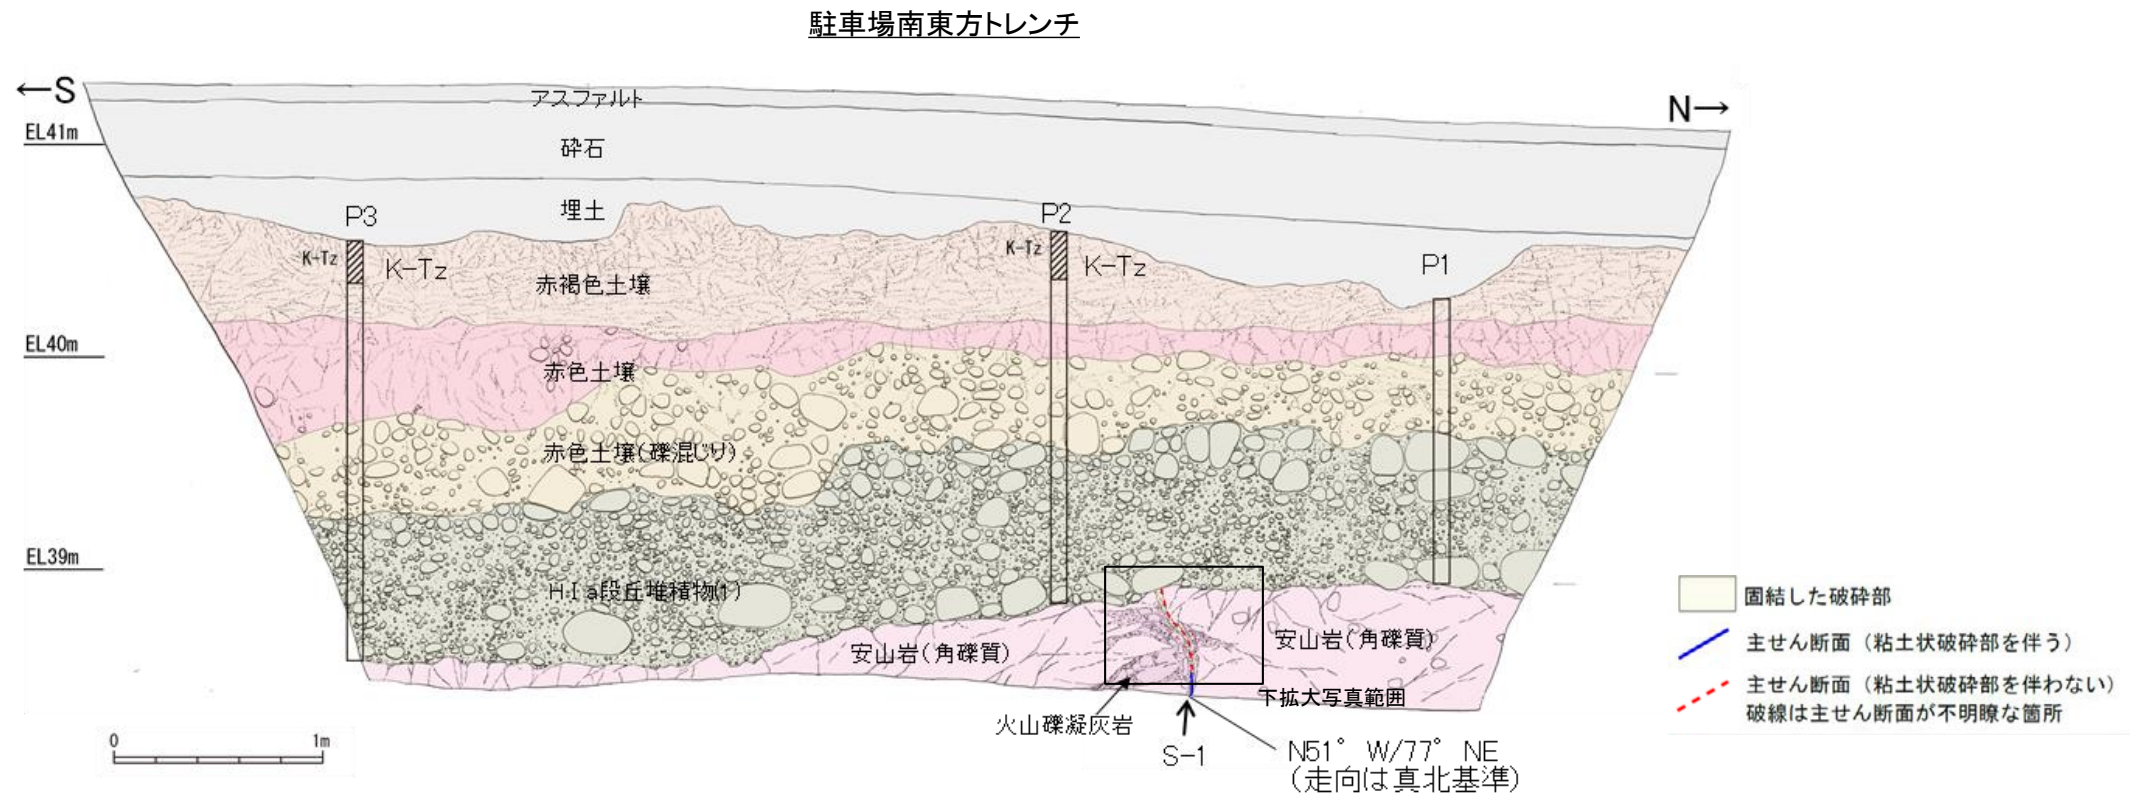 駐車場南東方トレンチ
←S
N→
アスファルト
EL41m
砕石
埋土
P3
P2
P1
K-Tz
K-Tz
K-Tz
K-Tz
赤褐色土壌
EL40m
赤色土壌
赤色土壌(礫混じり)
EL39m
HⅠa段丘堆積物(1)
安山岩(角礫質)
安山岩(角礫質)
下拡大写真範囲
火山礫凝灰岩
S-1
N51°W/77°NE
(走向は真北基準)
0 1m
固結した破砕部
主せん断面（粘土状破砕部を伴う）
主せん断面（粘土状破砕部を伴わない）
破線は主せん断面が不明瞭な箇所